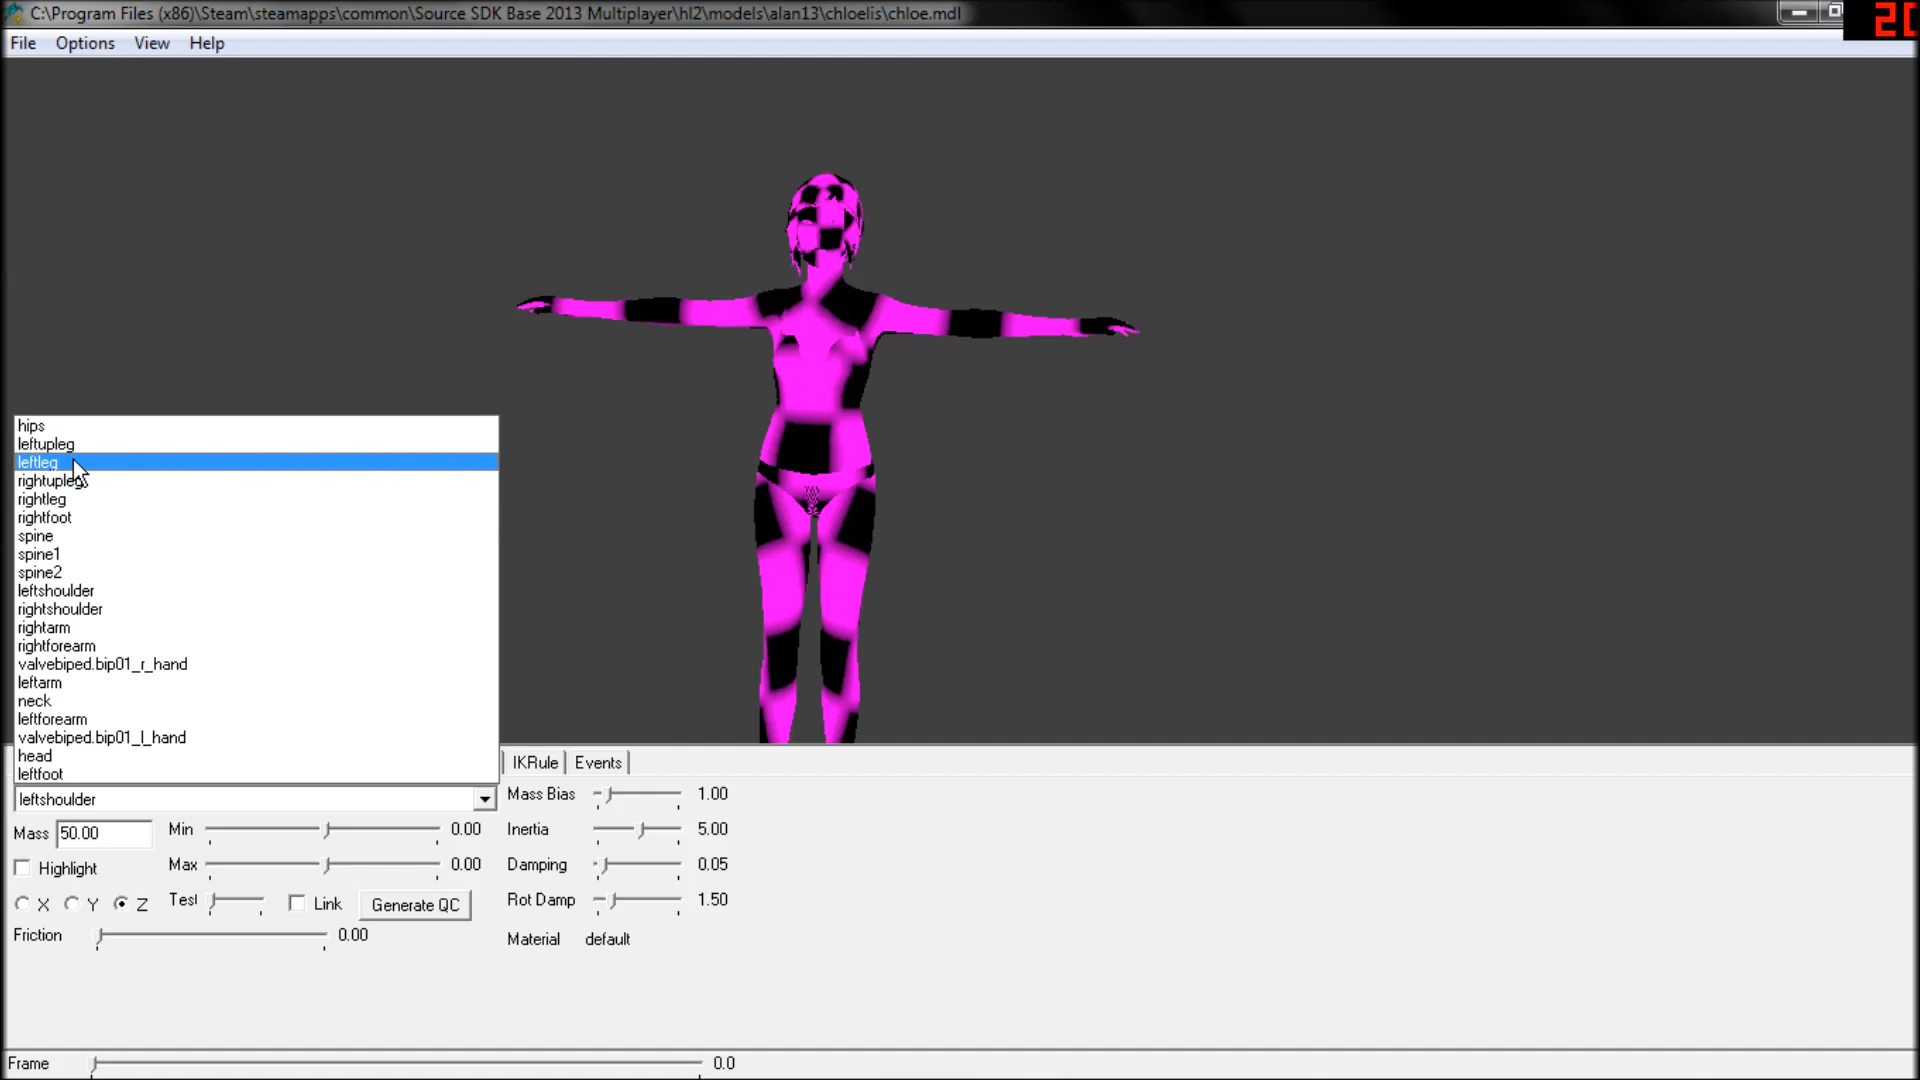 C:\Program Files (x86)\Steam\steamapps\common\Source SDK Base 2013 Multiplayer\hl2\models\alan13\chloelis\chloe.mdl
20
File Options View Help
hips
leftupleg
leftleg
rightupleg
rightleg
rightfoot
spine
spine1
spine2
leftshoulder
rightshoulder
rightarm
rightforearm
valvebiped.bip01_r_hand
leftarm
neck
leftforearm
valvebiped.bip01_l_hand
head
leftfoot
IKRule Events
leftshoulder
Mass Bias 1.00
Mass 50.00 Min 0.00 Inertia 5.00
Highlight Max 0.00 Damping 0.05
X Y Z Test Link Generate QC Rot Damp 1.50
Friction 0.00 Material default
Frame 0.0